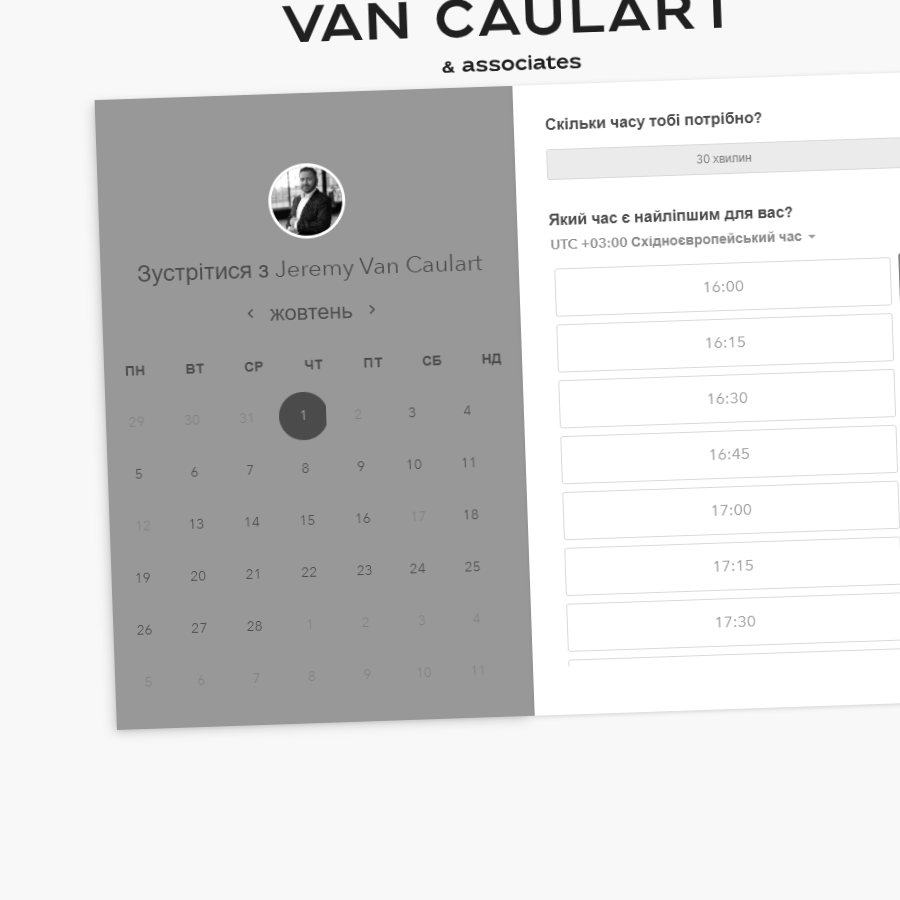 VAN CAULART
& associates
Зустрітися з Jeremy Van Caulart
жовтень
ПН ВТ СР ЧТ ПТ СБ НД
29 30 31 1 2 3 4
5 6 7 8 9 10 11
12 13 14 15 16 17 18
19 20 21 22 23 24 25
26 27 28 1 2 3 4
5 6 7 8 9 10 11
Скільки часу тобі потрібно?
30 хвилин
Який час є найліпшим для вас?
UTC +03:00 Східноєвропейський час
16:00
16:15
16:30
16:45
17:00
17:15
17:30